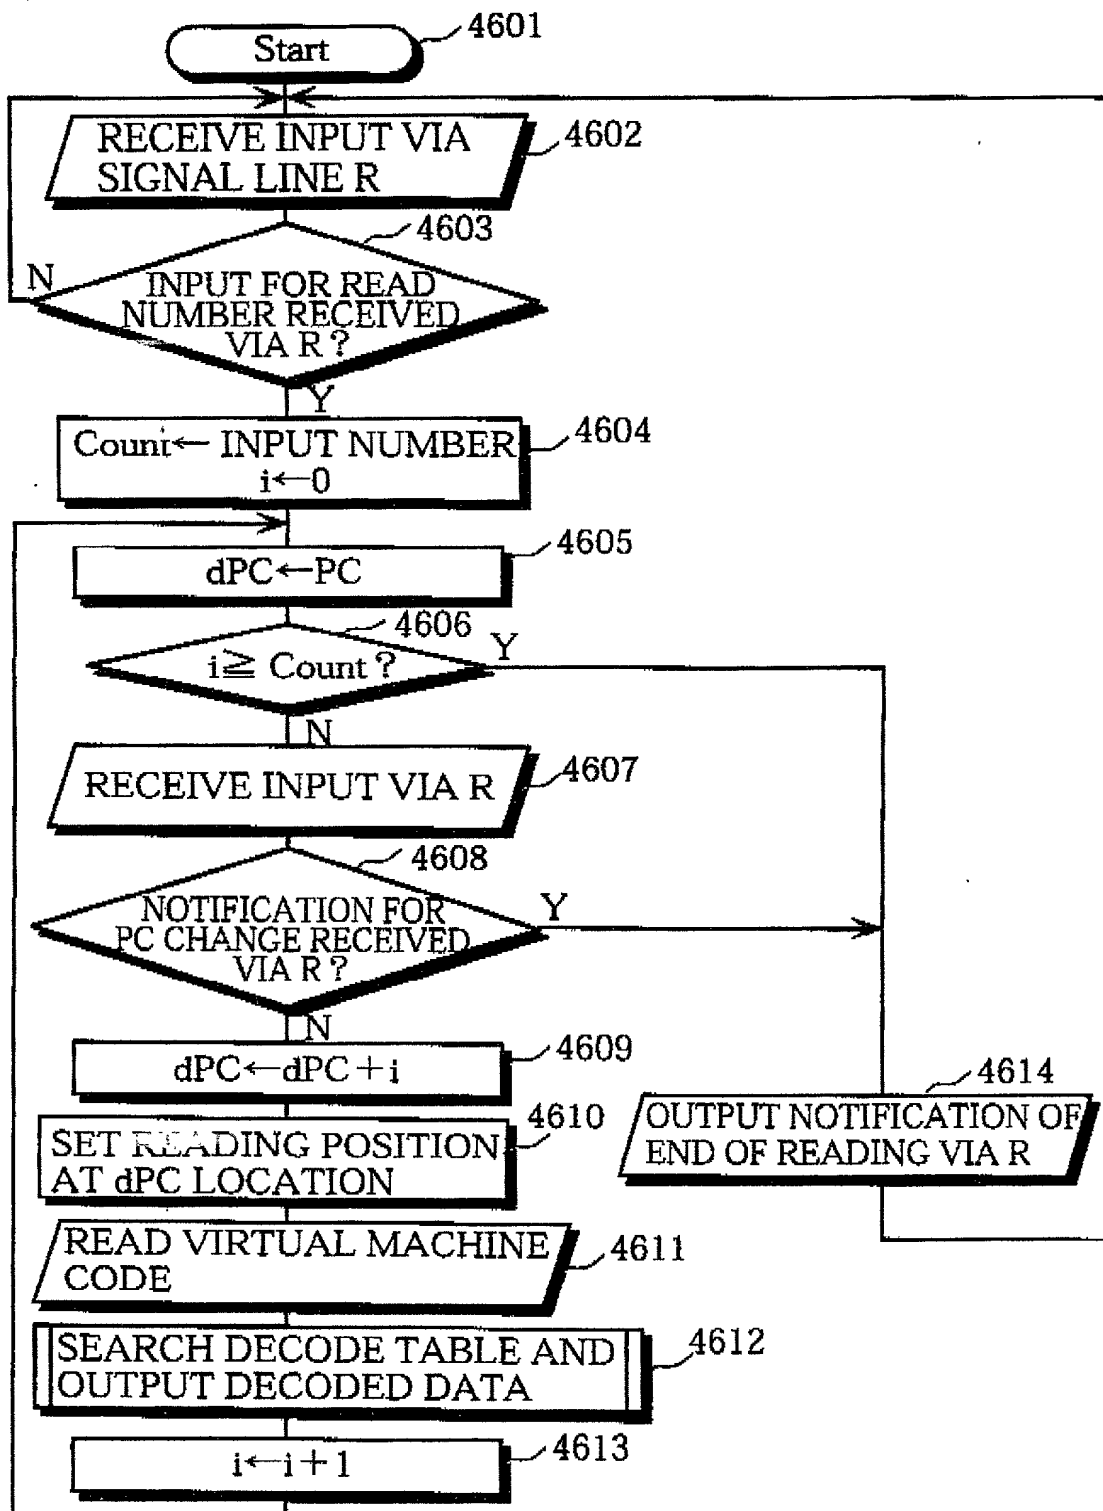 Start
4601
RECEIVE INPUT VIA
SIGNAL LINE R
4602
4603
N
INPUT FOR READ
NUMBER RECEIVED
VIA R ?
Y
Count← INPUT NUMBER
i←0
4604
4605
dPC←PC
4606
i≧ Count ?
Y
N
RECEIVE INPUT VIA R
4607
4608
NOTIFICATION FOR
PC CHANGE RECEIVED
VIA R ?
Y
N
dPC←dPC+i
4609
4610
SET READING POSITION
AT dPC LOCATION
4614
OUTPUT NOTIFICATION OF
END OF READING VIA R
READ VIRTUAL MACHINE
CODE
4611
SEARCH DECODE TABLE AND
OUTPUT DECODED DATA
4612
i←i+1
4613